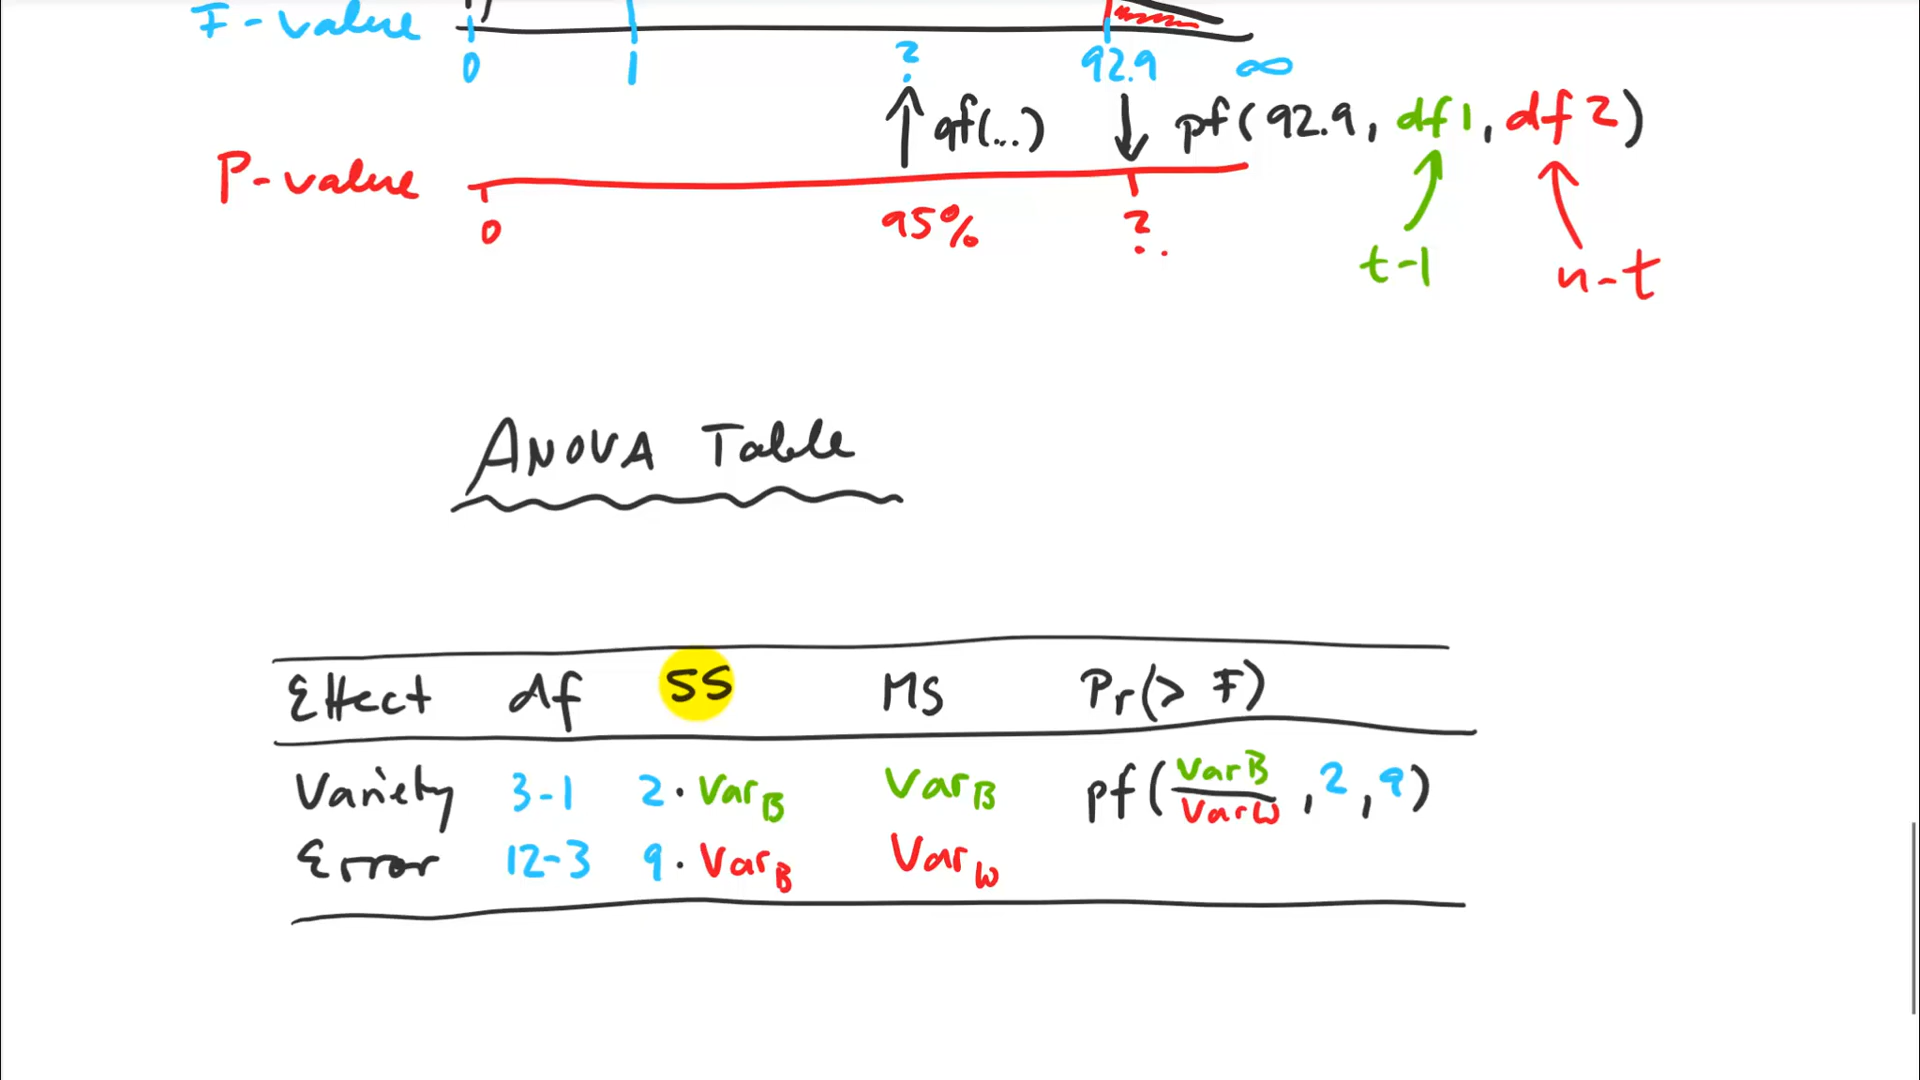 F-value
0 1 ? 92.9 ∞
qf(...) pf(92.9, df1, df2)
P-value
0 95% ?
t-1 n-t
ANOVA Table
Effect df SS MS Pr(> F)
Variety 3-1 2 · VarB VarB pf(VarB/VarW, 2, 9)
Error 12-3 9 · VarB VarW